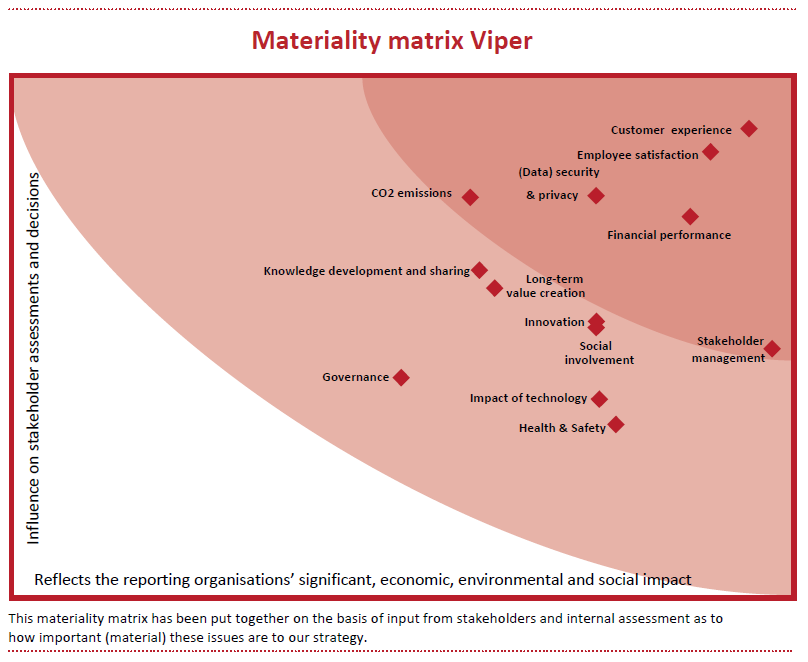 Materiality matrix Viper
Influence on stakeholder assessments and decisions
Customer experience
Employee satisfaction
(Data) security
& privacy
CO2 emissions
Financial performance
Knowledge development and sharing
Long-term
value creation
Innovation
Social
involvement
Stakeholder
management
Governance
Impact of technology
Health & Safety
Reflects the reporting organisations’ significant, economic, environmental and social impact
This materiality matrix has been put together on the basis of input from stakeholders and internal assessment as to
how important (material) these issues are to our strategy.